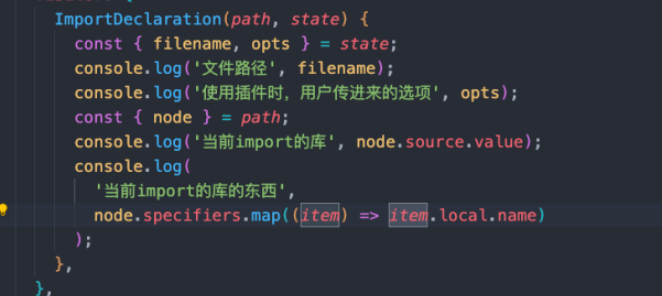 ImportDeclaration(path, state) {
const { filename, opts } = state;
console.log('文件路径', filename);
console.log('使用插件时，用户传进来的选项', opts);
const { node } = path;
console.log('当前import的库', node.source.value);
console.log(
'当前import的库的东西',
node.specifiers.map((item) => item.local.name)
);
},
},